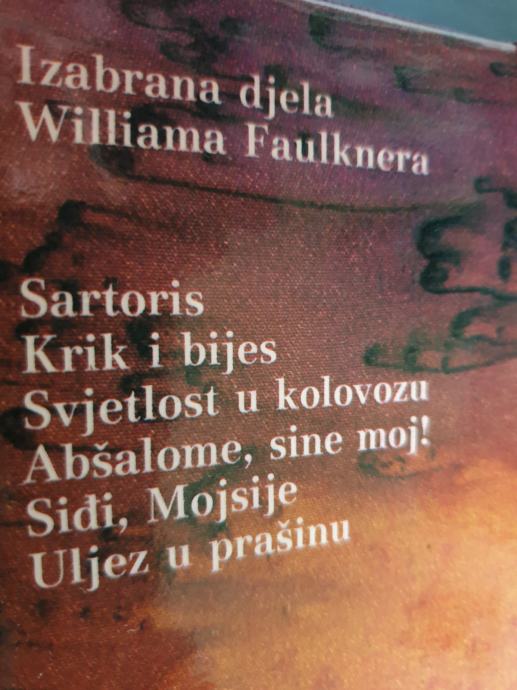 Izabrana djela
Williama Faulknera
Sartoris
Krik i bijes
Svjetlost u kolovozu
Abšalome, sine moj!
Siđi, Mojsije
Uljez u prašinu